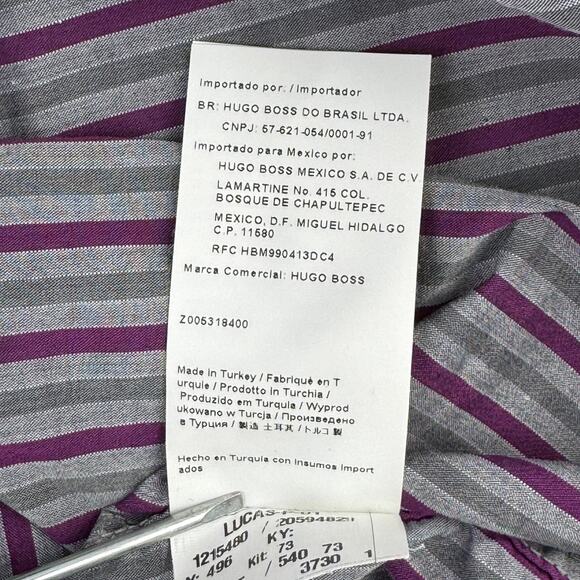 Importado por: / Importador
BR: HUGO BOSS DO BRASIL LTDA.
CNPJ: 57-621-054/0001-91
Importado para Mexico por:
HUGO BOSS MEXICO S.A. DE C.V
LAMARTINE No. 415 COL.
BOSQUE DE CHAPULTEPEC
MEXICO, D.F. MIGUEL HIDALGO
C.P. 11580
RFC HBM990413DC4
Marca Comercial: HUGO BOSS
Z005318400
Made in Turkey / Fabriqué en T
urquie / Prodotto in Turchia /
Produzido em Turquia / Wyprod
ukowano w Turcja / Произведено
в Турция / 製造 土耳其 / トルコ 製
Hecho en Turquia con insumos import
ados
1215480 / 20594829
KY:
496 Kit: 73 73
/ 540
3730 1